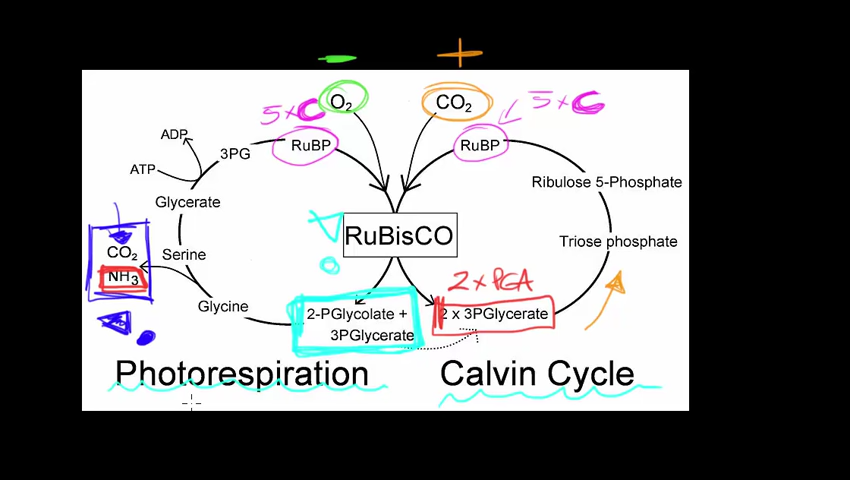 −
+
5 x C
O₂
CO₂
5 x C
ADP
3PG
RuBP
RuBP
ATP
Ribulose 5-Phosphate
Glycerate
RuBisCO
Triose phosphate
CO₂
Serine
NH₃
2 x PGA
Glycine
2-PGlycolate +
3PGlycerate
2 x 3PGlycerate
Photorespiration
Calvin Cycle